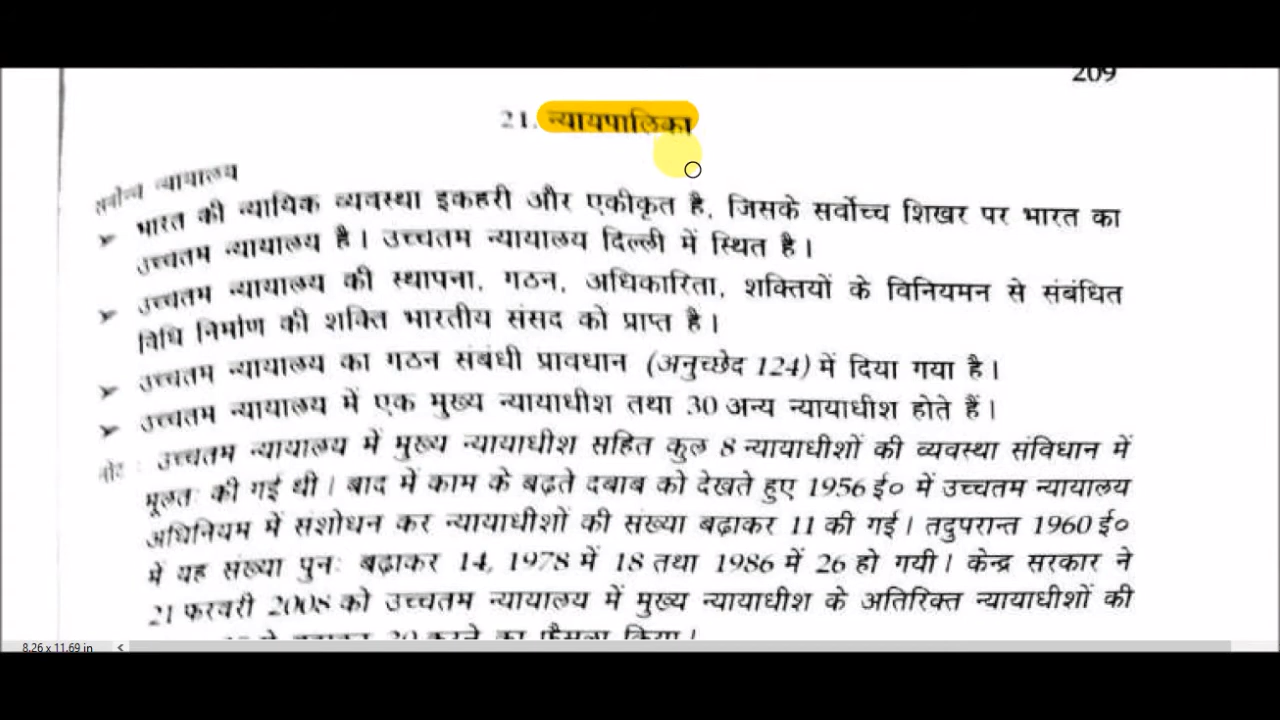 209
21. न्यायपालिका
सर्वोच्च न्यायालय
➤ भारत की न्यायिक व्यवस्था इकहरी और एकीकृत है, जिसके सर्वोच्च शिखर पर भारत का
उच्चतम न्यायालय है। उच्चतम न्यायालय दिल्ली में स्थित है।
➤ उच्चतम न्यायालय की स्थापना, गठन, अधिकारिता, शक्तियों के विनियमन से संबंधित
विधि निर्माण की शक्ति भारतीय संसद को प्राप्त है।
➤ उच्चतम न्यायालय का गठन संबंधी प्रावधान (अनुच्छेद 124) में दिया गया है।
➤ उच्चतम न्यायालय में एक मुख्य न्यायाधीश तथा 30 अन्य न्यायाधीश होते हैं।
नोट : उच्चतम न्यायालय में मुख्य न्यायाधीश सहित कुल 8 न्यायाधीशों की व्यवस्था संविधान में
मूलतः की गई थी। बाद में काम के बढ़ते दबाव को देखते हुए 1956 ई० में उच्चतम न्यायालय
अधिनियम में संशोधन कर न्यायाधीशों की संख्या बढ़ाकर 11 की गई। तदुपरान्त 1960 ई०
में यह संख्या पुनः बढ़ाकर 14, 1978 में 18 तथा 1986 में 26 हो गयी। केन्द्र सरकार ने
21 फरवरी 2008 को उच्चतम न्यायालय में मुख्य न्यायाधीश के अतिरिक्त न्यायाधीशों की
से बढ़ाकर 30 करने का फैसला किया।
8.26 x 11.69 in